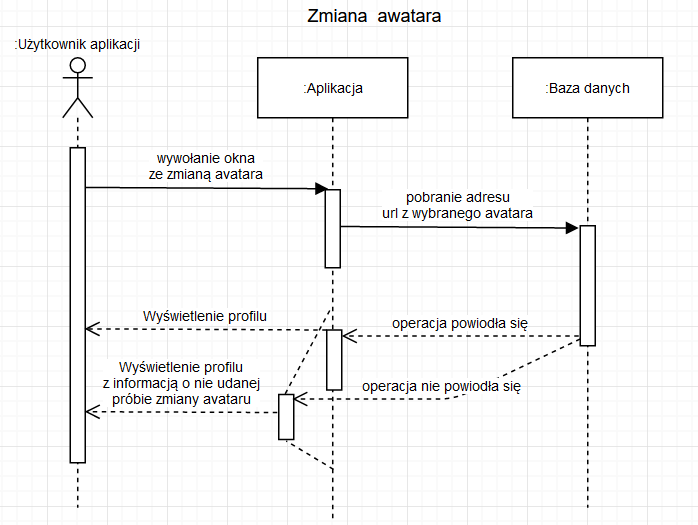 Zmiana awatara
:Użytkownik aplikacji
:Aplikacja
:Baza danych
wywołanie okna
ze zmianą avatara
pobranie adresu
url z wybranego avatara
Wyświetlenie profilu
operacja powiodła się
Wyświetlenie profilu
z informacją o nie udanej
próbie zmiany avataru
operacja nie powiodła się